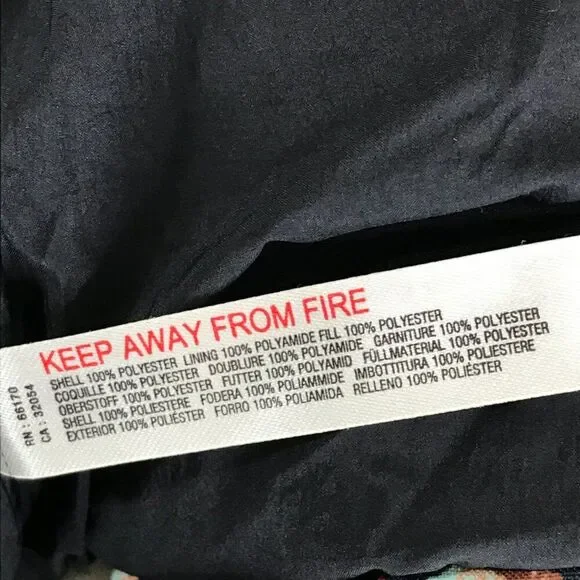 KEEP AWAY FROM FIRE
SHELL 100% POLYESTER LINING 100% POLYAMIDE FILL 100% POLYESTER
COQUILLE 100% POLYESTER DOUBLURE 100% POLYAMIDE GARNITURE 100% POLYESTER
OBERSTOFF 100% POLYESTER FUTTER 100% POLYAMID FÜLLMATERIAL 100% POLYESTER
SHELL 100% POLIESTERE FODERA 100% POLIAMMIDE IMBOTTITURA 100% POLIESTERE
EXTERIOR 100% POLIÉSTER FORRO 100% POLIAMIDA RELLENO 100% POLIÉSTER
RN : 66170
CA : 32054